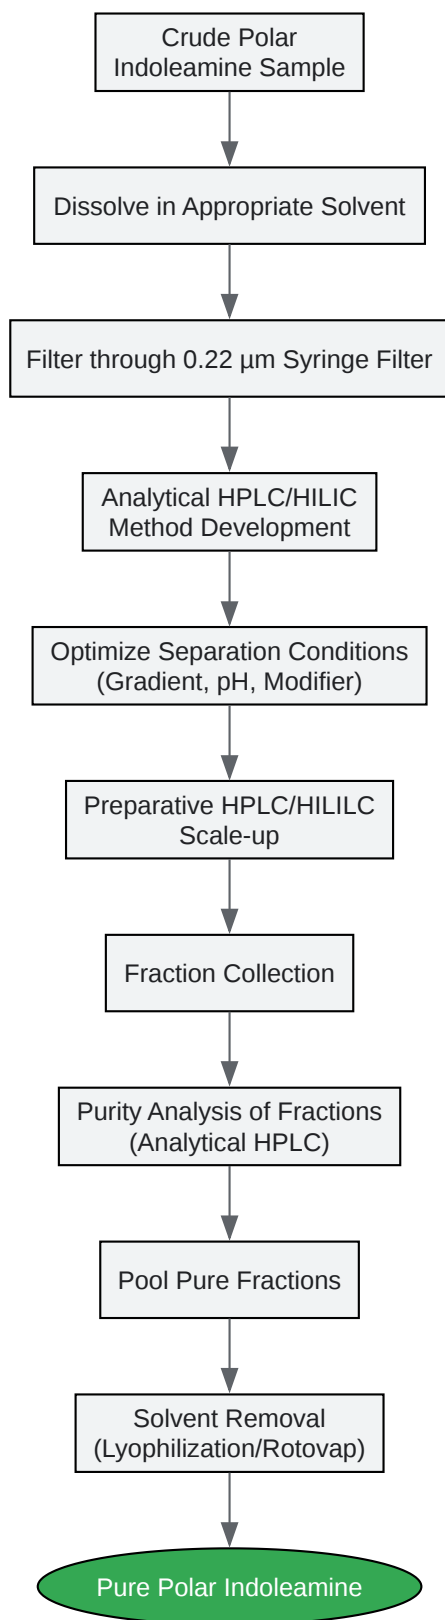 Crude Polar
Indoleamine Sample
Dissolve in Appropriate Solvent
Filter through 0.22 µm Syringe Filter
Analytical HPLC/HILIC
Method Development
Optimize Separation Conditions
(Gradient, pH, Modifier)
Preparative HPLC/HILILC
Scale-up
Fraction Collection
Purity Analysis of Fractions
(Analytical HPLC)
Pool Pure Fractions
Solvent Removal
(Lyophilization/Rotovap)
Pure Polar Indoleamine